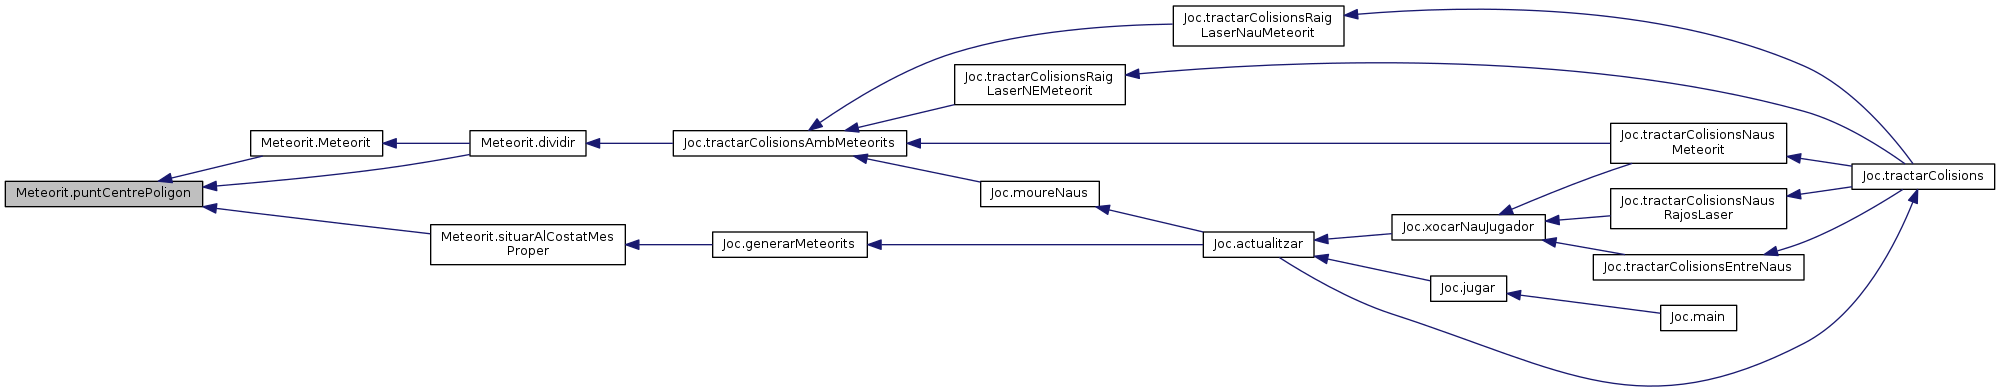 Meteorit.puntCentrePoligon
Meteorit.Meteorit
Meteorit.situarAlCostatMes
Proper
Meteorit.dividir
Joc.generarMeteorits
Joc.tractarColisionsAmbMeteorits
Joc.tractarColisionsRaig
LaserNauMeteorit
Joc.tractarColisionsRaig
LaserNEMeteorit
Joc.moureNaus
Joc.actualitzar
Joc.xocarNauJugador
Joc.jugar
Joc.tractarColisionsNaus
Meteorit
Joc.tractarColisionsNaus
RajosLaser
Joc.tractarColisionsEntreNaus
Joc.main
Joc.tractarColisions